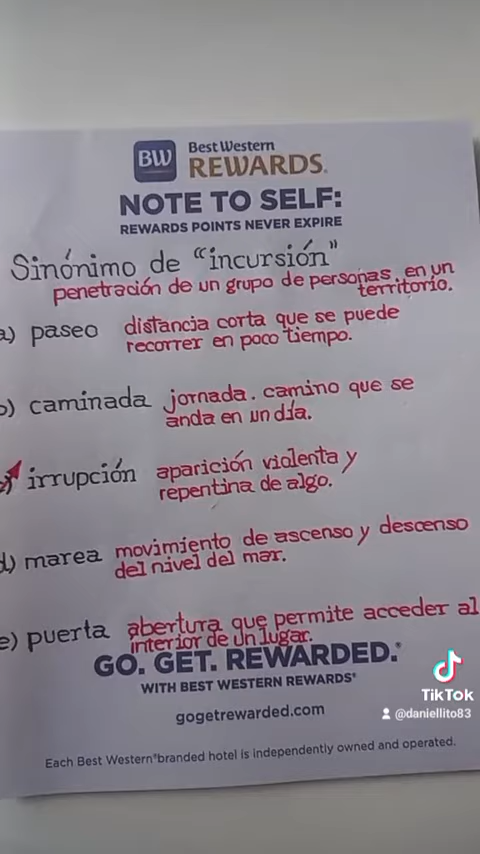 BW Best Western
REWARDS®
NOTE TO SELF:
REWARDS POINTS NEVER EXPIRE
Sinónimo de "incursión"
penetración de un grupo de personas, en un
territorio.
a) paseo distancia corta que se puede
recorrer en poco tiempo.
b) caminada jornada. camino que se
anda en un día.
c) irrupción aparición violenta y
repentina de algo.
d) marea movimiento de ascenso y descenso
del nivel del mar.
e) puerta abertura que permite acceder al
interior de un lugar.
GO. GET. REWARDED.®
WITH BEST WESTERN REWARDS®
gogetrewarded.com
Each Best Western® branded hotel is independently owned and operated.
TikTok
@daniellito83